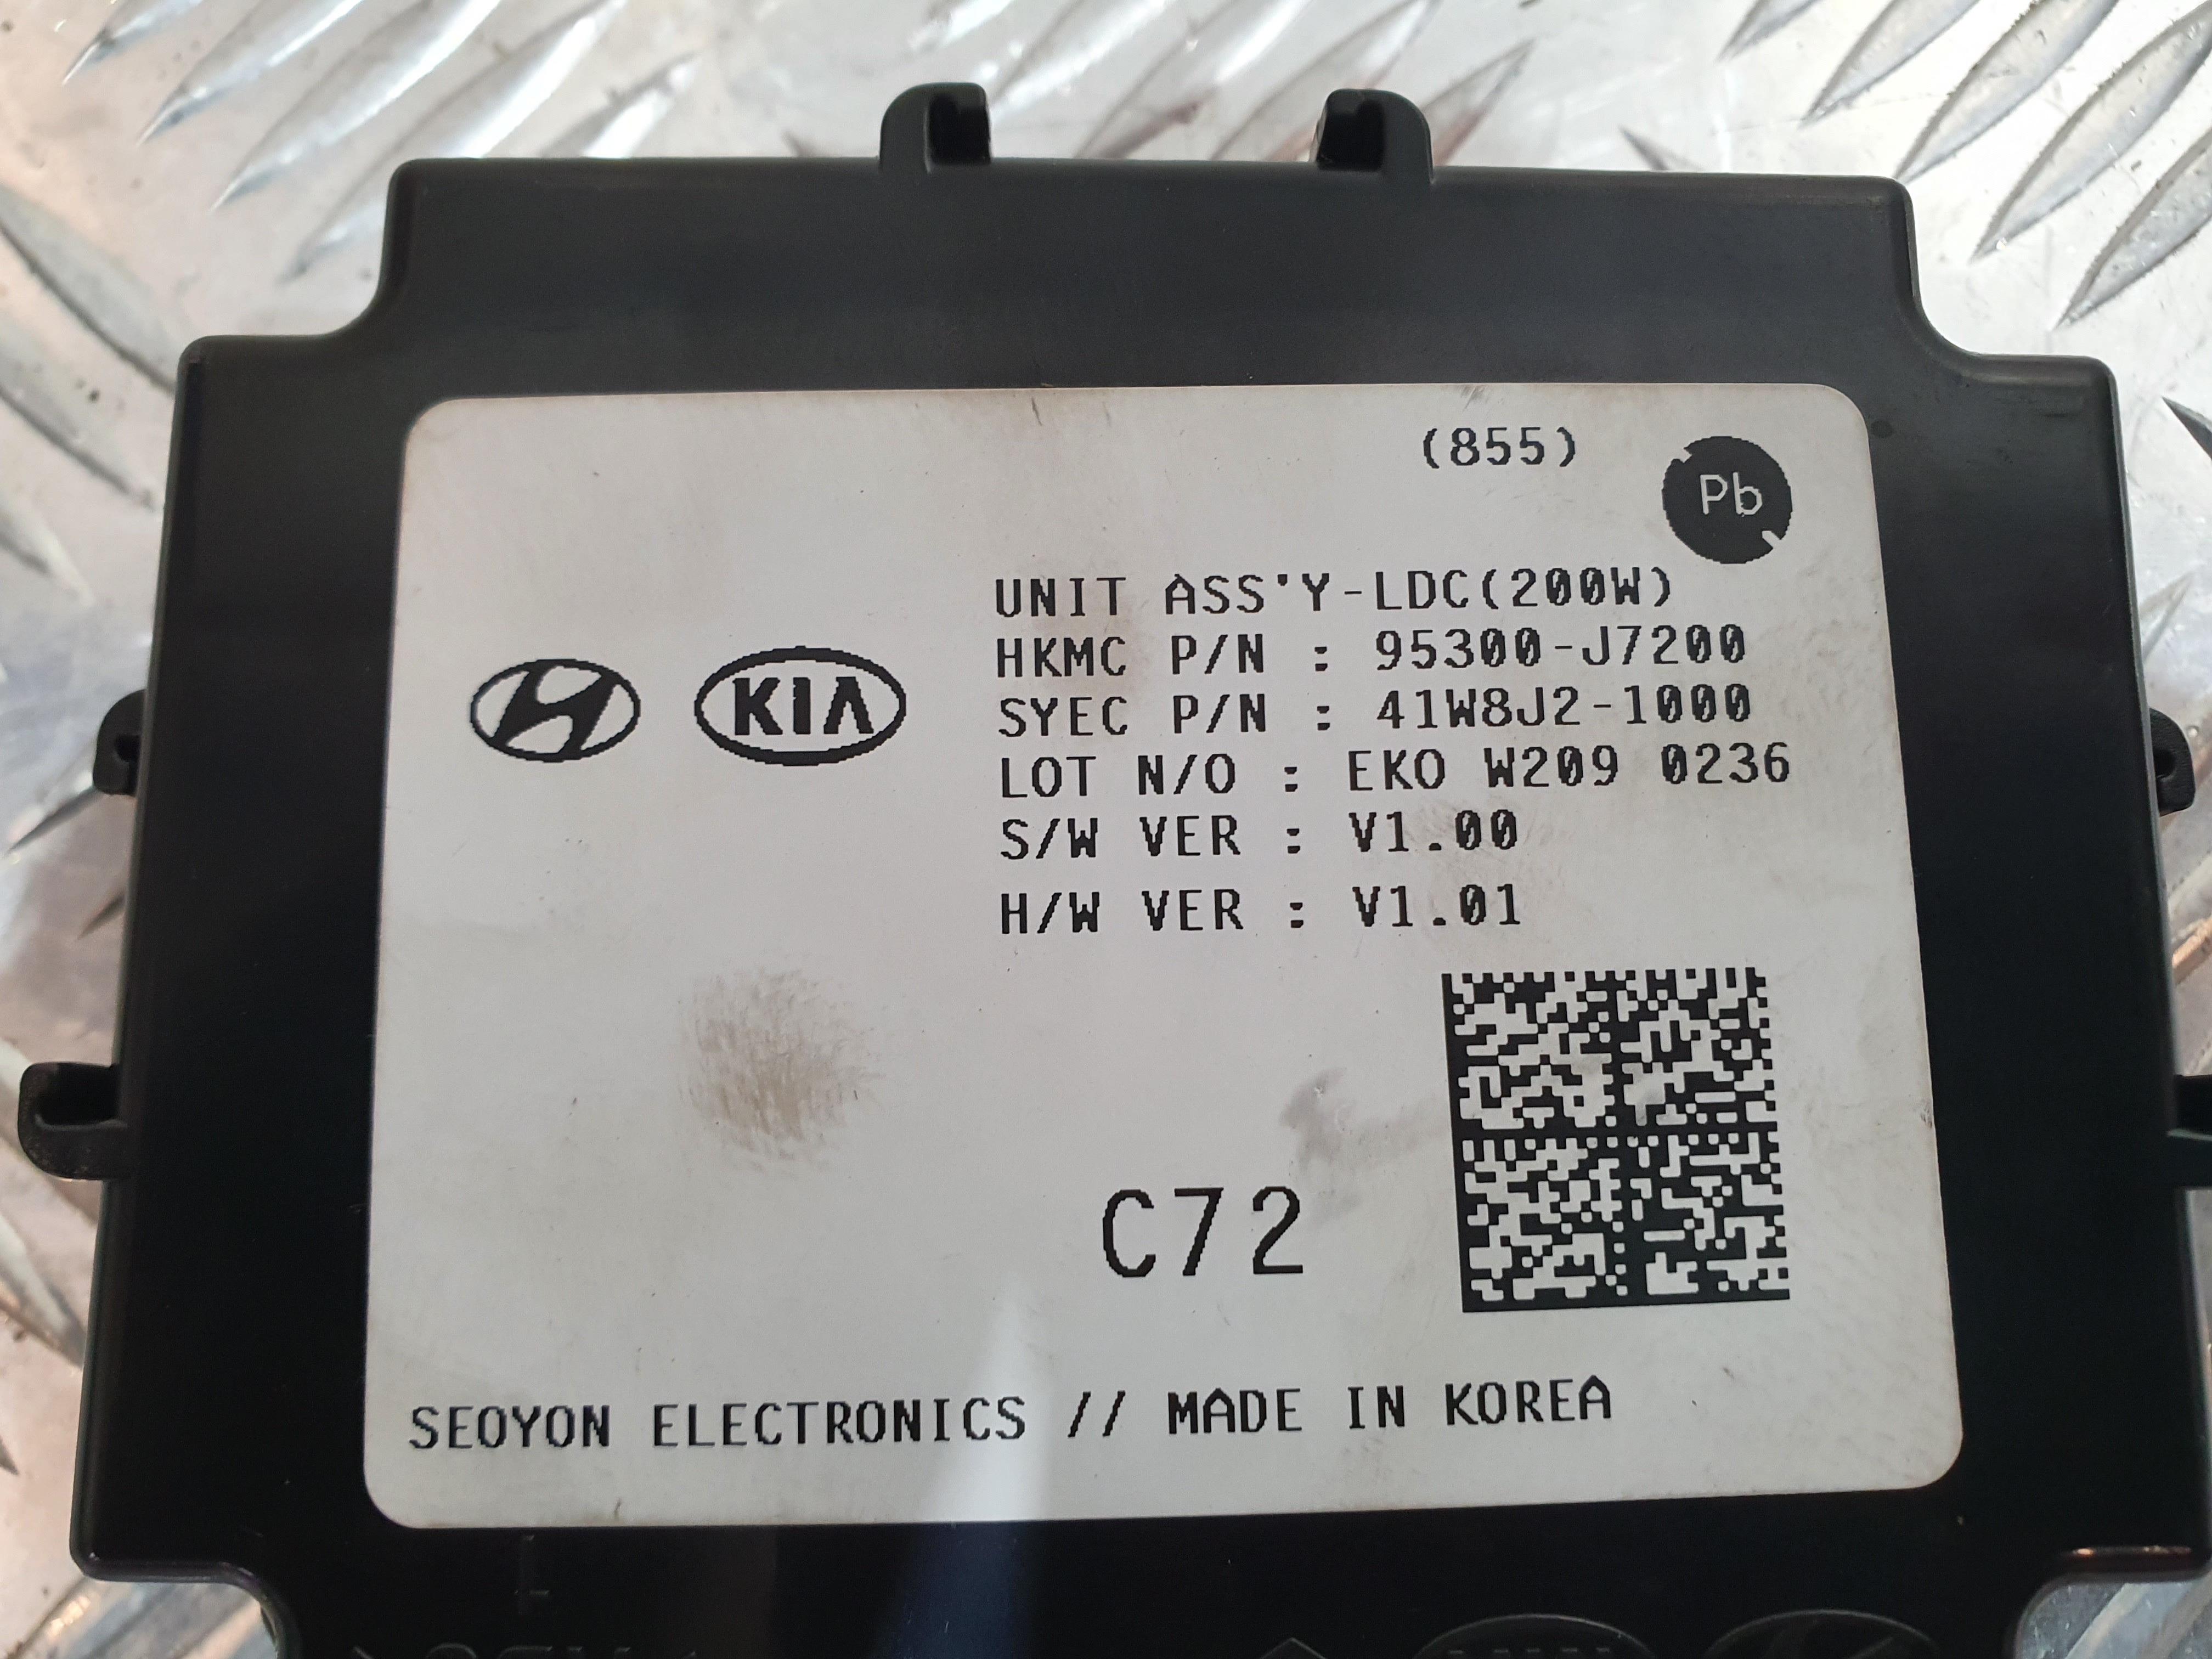 (855)
Pb
UNIT ASS'Y-LDC(200W)
HKMC P/N : 95300-J7200
KIA
SYEC P/N : 41W8J2-1000
LOT N/O : EKO W209 0236
S/W VER : V1.00
H/W VER : V1.01
C72
SEOYON ELECTRONICS // MADE IN KOREA